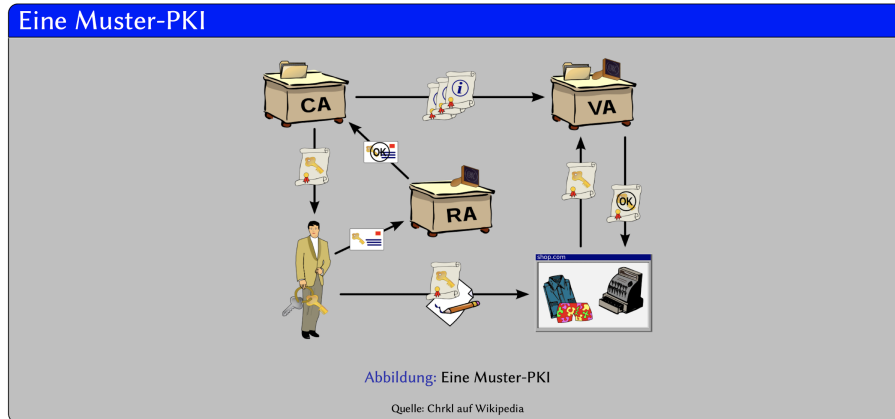 Eine Muster-PKI
CA
i
VA
OK
RA
OK
shop.com
Abbildung: Eine Muster-PKI
Quelle: Chrkl auf Wikipedia